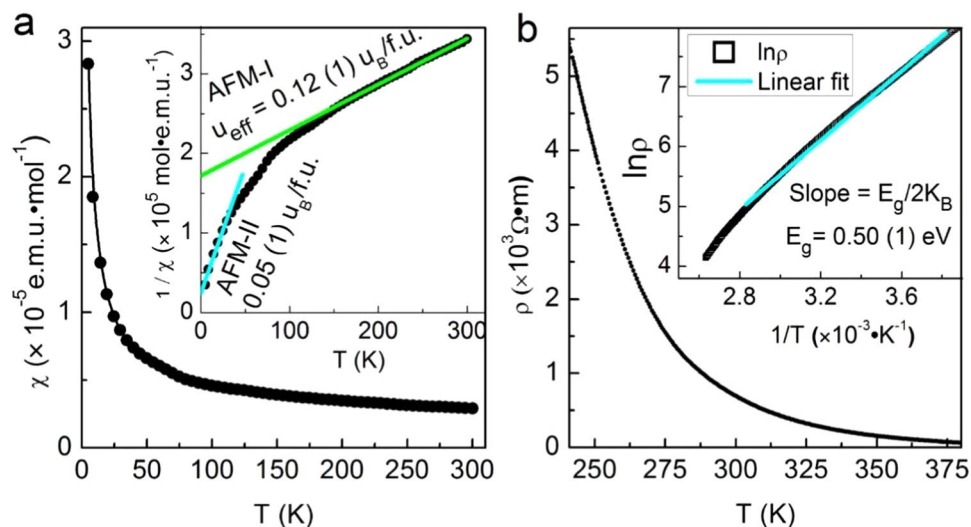 a
χ (× 10⁻⁵ e.m.u.•mol⁻¹)
3
2
1
0
0 50 100 150 200 250 300
T (K)
1 / χ (× 10⁵ mol•e.m.u.⁻¹)
3
2
1
0
0 100 200 300
T (K)
AFM-I
u_eff = 0.12 (1) u_B/f.u.
AFM-II
0.05 (1) u_B/f.u.
b
ρ (×10³Ω•m)
5
4
3
2
1
0
250 275 300 325 350 375
T (K)
lnρ
7
6
5
4
2.8 3.2 3.6
1/T (×10⁻³•K⁻¹)
lnρ
Linear fit
Slope = E_g/2K_B
E_g = 0.50 (1) eV